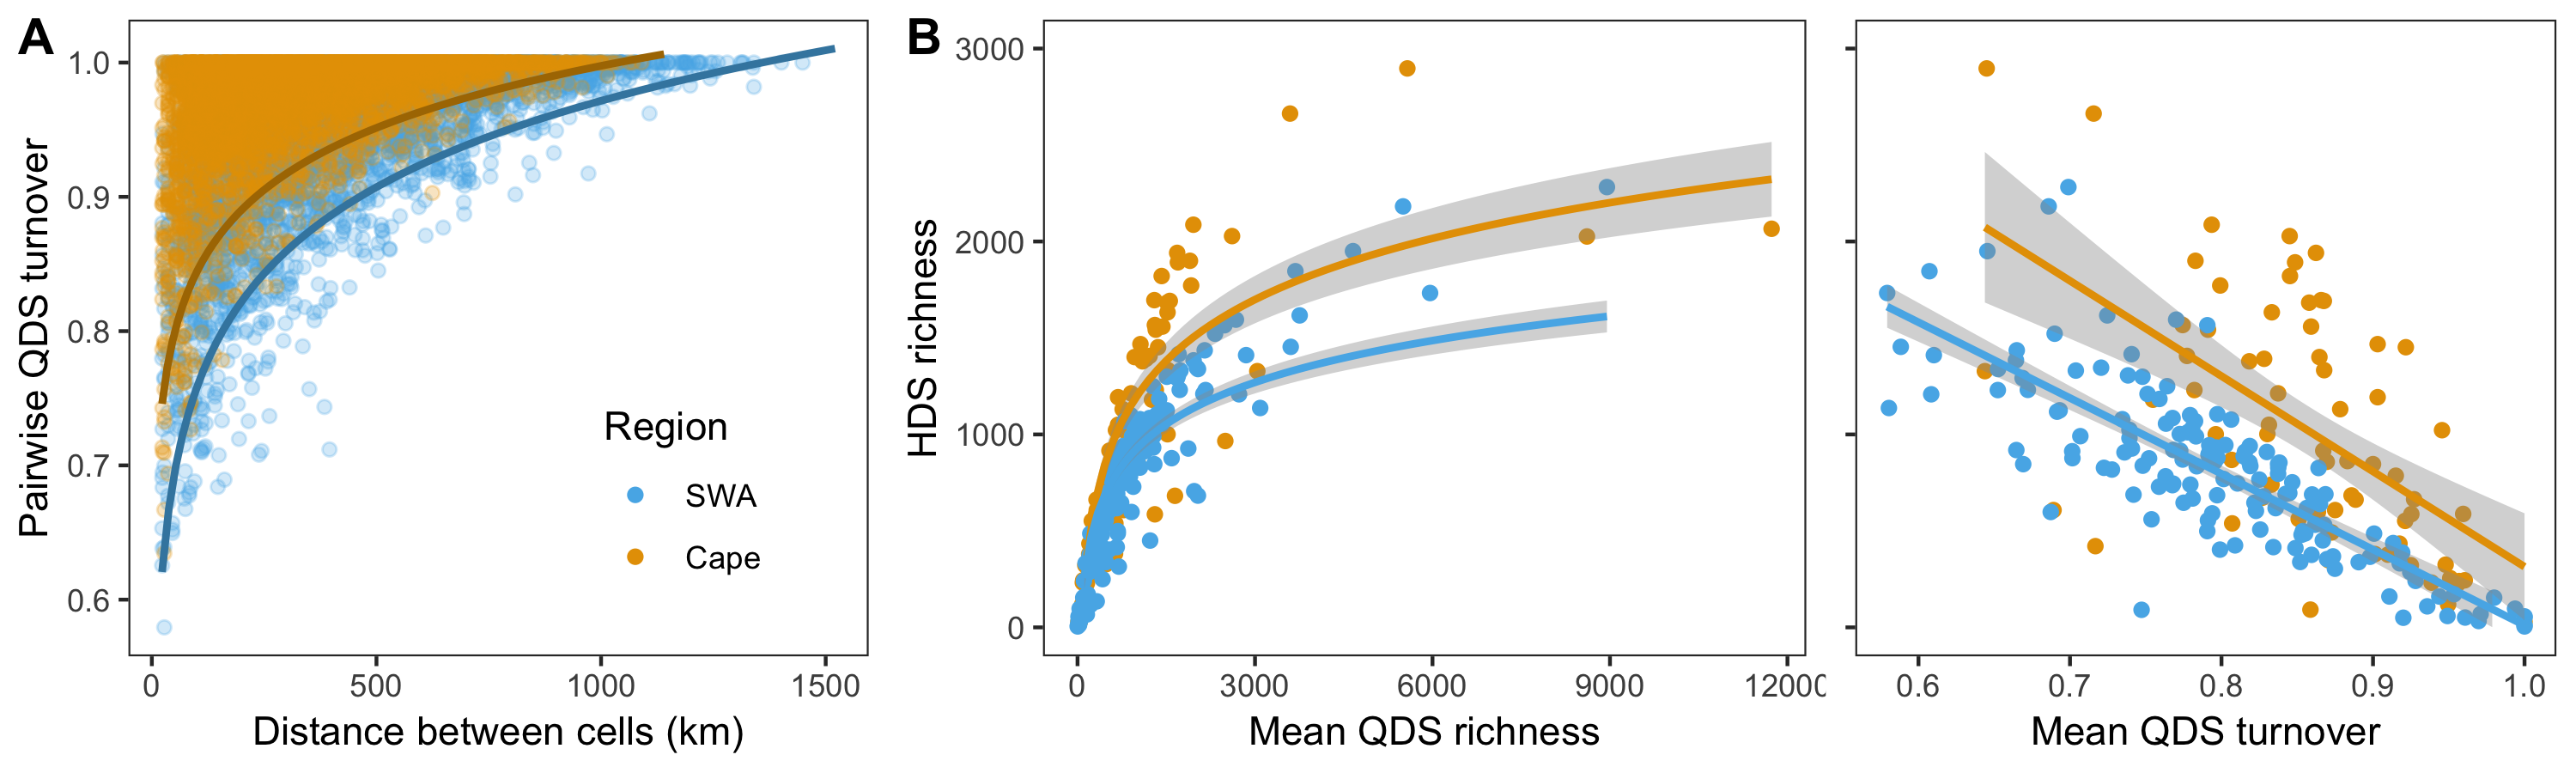 A
Pairwise QDS turnover
1.0
0.9
0.8
0.7
0.6
0
500
1000
1500
Distance between cells (km)
Region
SWA
Cape
B
HDS richness
3000
2000
1000
0
0
3000
6000
9000
12000
Mean QDS richness
0.6
0.7
0.8
0.9
1.0
Mean QDS turnover